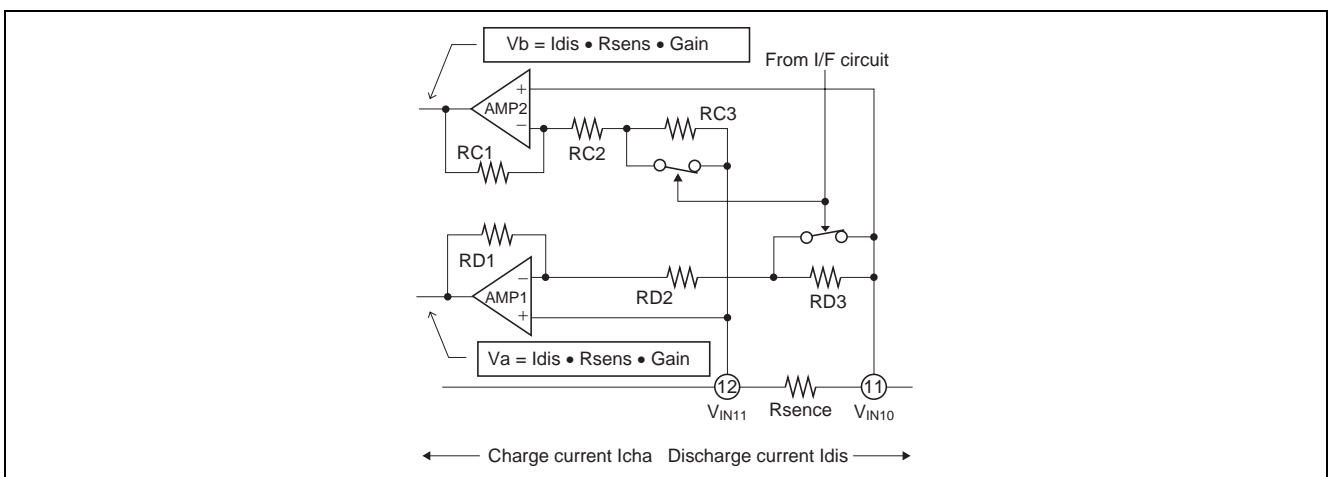 Vb = Idis • Rsens • Gain
From I/F circuit
+
AMP2
−
RC3
RC1
RC2
RD1
−
AMP1
+
RD2
RD3
Va = Idis • Rsens • Gain
12
11
VIN11
Rsence
VIN10
Charge current Icha
Discharge current Idis